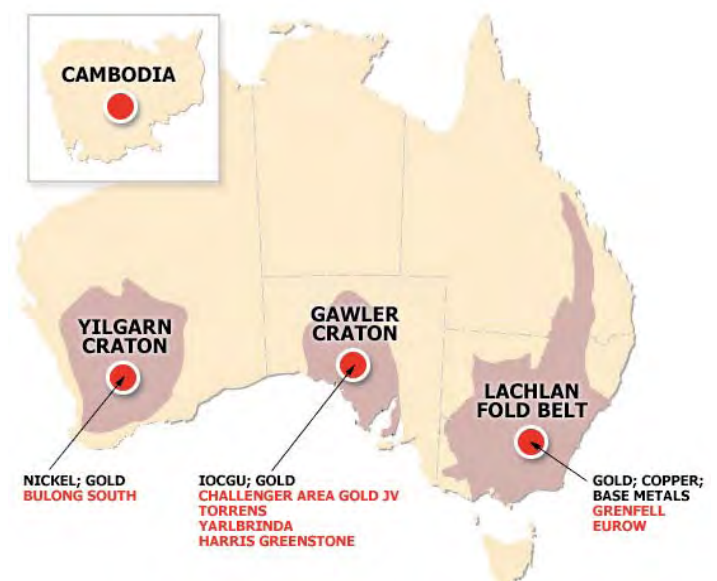 CAMBODIA
YILGARN
CRATON
GAWLER
CRATON
LACHLAN
FOLD BELT
NICKEL; GOLD
BULONG SOUTH
IOCGU; GOLD
CHALLENGER AREA GOLD JV
TORRENS
YARLBRINDA
HARRIS GREENSTONE
GOLD; COPPER;
BASE METALS
GRENFELL
EUROW